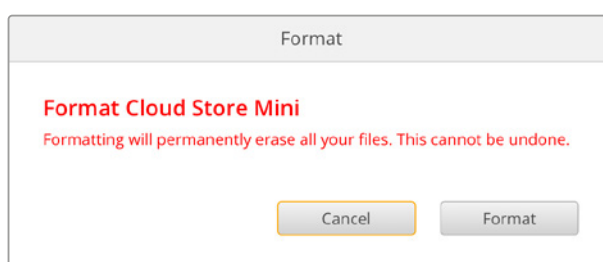 Format
Format Cloud Store Mini
Formatting will permanently erase all your files. This cannot be undone.
Cancel
Format